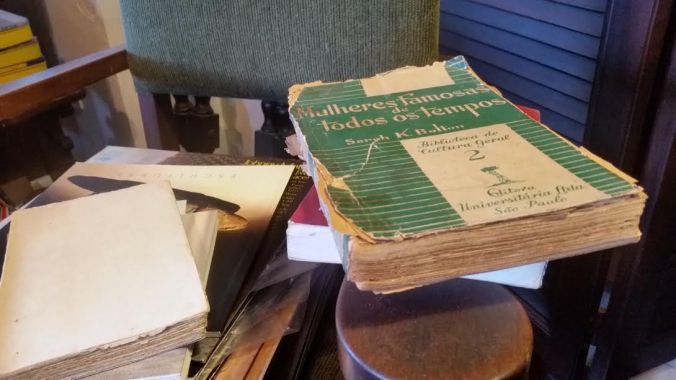 Mulheres Famosas
de
Todos os Tempos
Sarah K. Bolton
Biblioteca de
Cultura Geral
2
Editora
Universitária Ltda
São Paulo